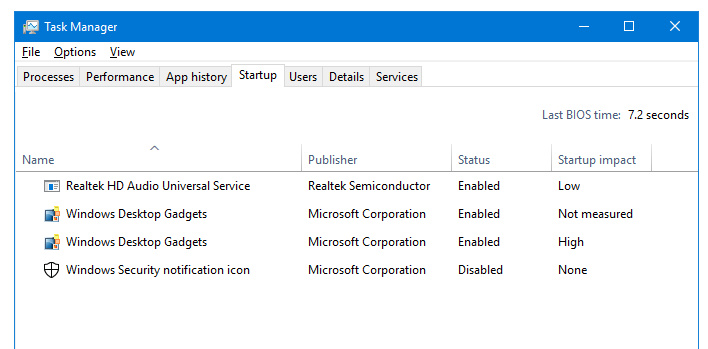 Task Manager
File Options View
Processes Performance App history Startup Users Details Services
Last BIOS time: 7.2 seconds
Name Publisher Status Startup impact
Realtek HD Audio Universal Service Realtek Semiconductor Enabled Low
Windows Desktop Gadgets Microsoft Corporation Enabled Not measured
Windows Desktop Gadgets Microsoft Corporation Enabled High
Windows Security notification icon Microsoft Corporation Disabled None